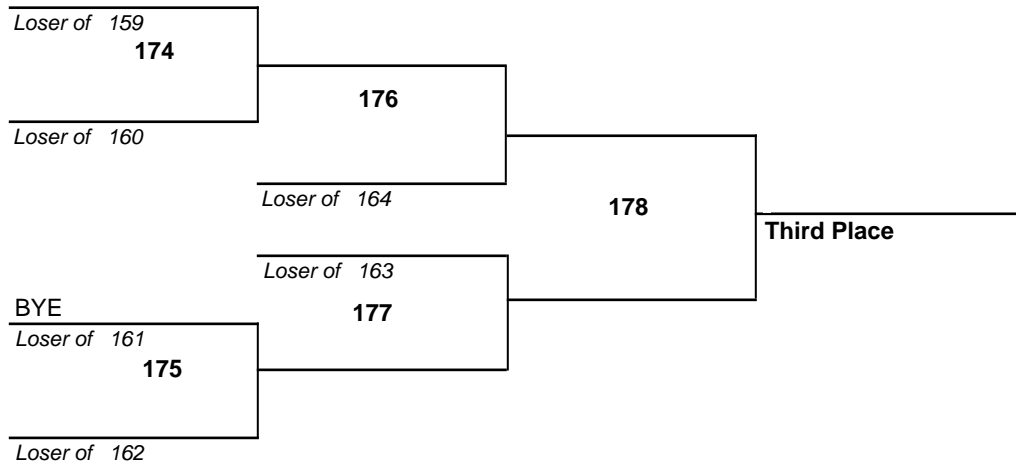 Loser of 159
174
176
Loser of 160
Loser of 164
178
Third Place
Loser of 163
BYE
177
Loser of 161
175
Loser of 162